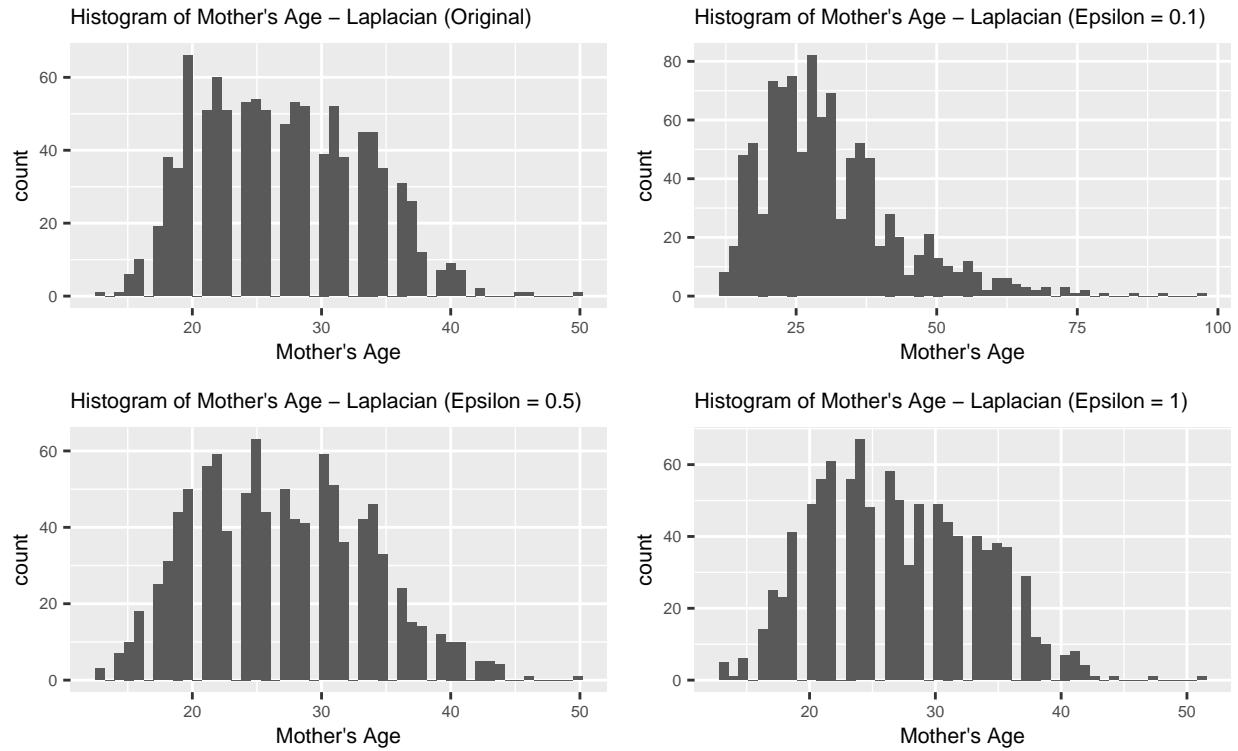 Histogram of Mother's Age − Laplacian (Original)
60
40
20
0
count
20 30 40 50
Mother's Age
Histogram of Mother's Age − Laplacian (Epsilon = 0.1)
80
60
40
20
0
count
25 50 75 100
Mother's Age
Histogram of Mother's Age − Laplacian (Epsilon = 0.5)
60
40
20
0
count
20 30 40 50
Mother's Age
Histogram of Mother's Age − Laplacian (Epsilon = 1)
60
40
20
0
count
20 30 40 50
Mother's Age